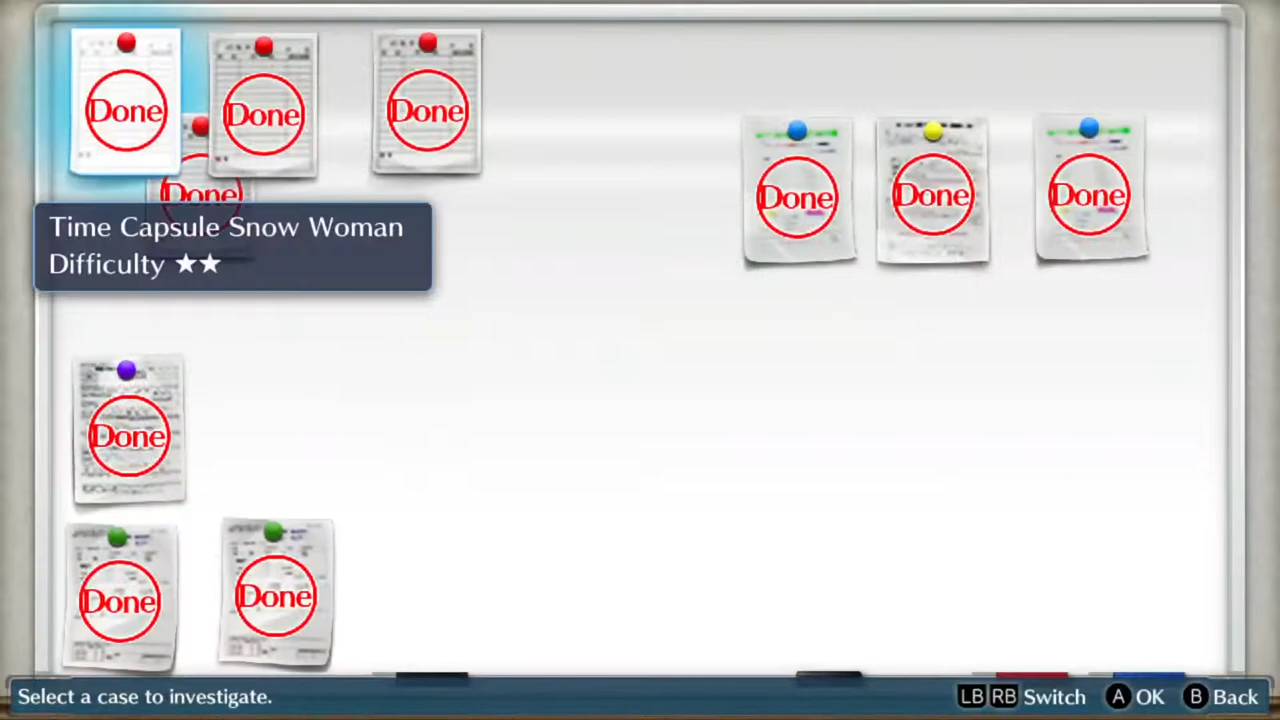 Done
Done
Done
Done
Done
Done
Done
Time Capsule Snow Woman
Difficulty ★★
Done
Done
Done
Select a case to investigate.
LB RB Switch A OK B Back